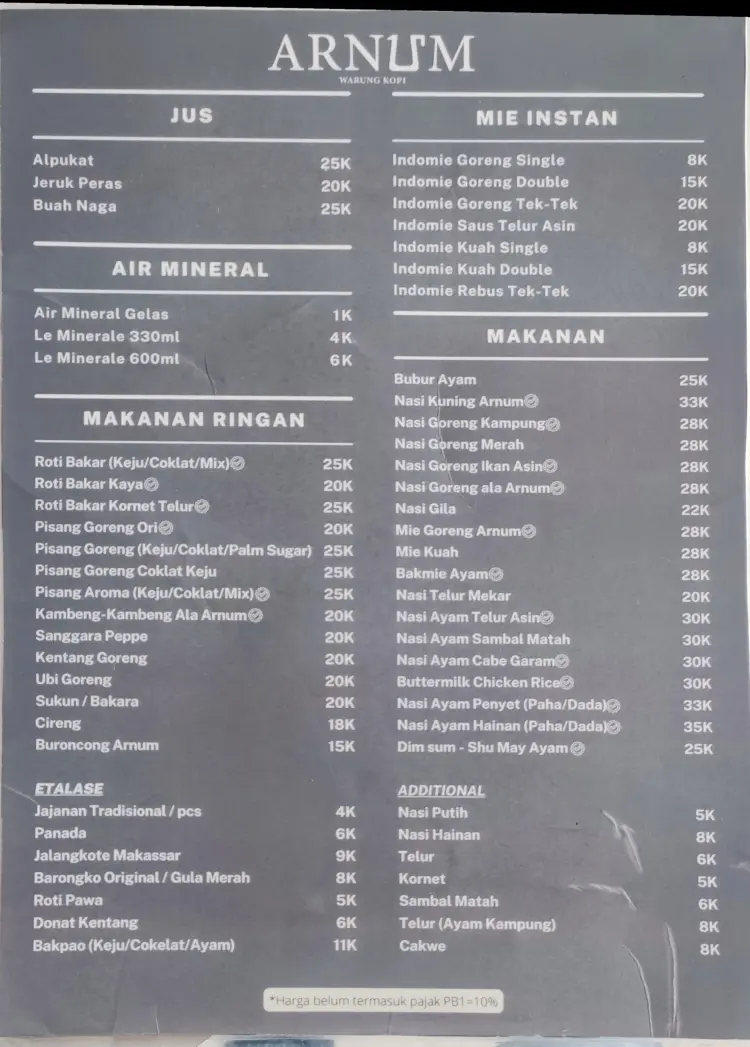 ARNUM
WARUNG KOPI
JUS
Alpukat 25K
Jeruk Peras 20K
Buah Naga 25K
AIR MINERAL
Air Mineral Gelas 1K
Le Minerale 330ml 4K
Le Minerale 600ml 6K
MAKANAN RINGAN
Roti Bakar (Keju/Coklat/Mix) 25K
Roti Bakar Kaya 20K
Roti Bakar Kornet Telur 25K
Pisang Goreng Ori 20K
Pisang Goreng (Keju/Coklat/Palm Sugar) 25K
Pisang Goreng Coklat Keju 25K
Pisang Aroma (Keju/Coklat/Mix) 25K
Kambeng-Kambeng Ala Arnum 20K
Sanggara Peppe 20K
Kentang Goreng 20K
Ubi Goreng 20K
Sukun / Bakara 20K
Cireng 18K
Buroncong Arnum 15K
ETALASE
Jajanan Tradisional / pcs 4K
Panada 6K
Jalangkote Makassar 9K
Barongko Original / Gula Merah 8K
Roti Pawa 5K
Donat Kentang 6K
Bakpao (Keju/Cokelat/Ayam) 11K
MIE INSTAN
Indomie Goreng Single 8K
Indomie Goreng Double 15K
Indomie Goreng Tek-Tek 20K
Indomie Saus Telur Asin 20K
Indomie Kuah Single 8K
Indomie Kuah Double 15K
Indomie Rebus Tek-Tek 20K
MAKANAN
Bubur Ayam 25K
Nasi Kuning Arnum 33K
Nasi Goreng Kampung 28K
Nasi Goreng Merah 28K
Nasi Goreng Ikan Asin 28K
Nasi Goreng ala Arnum 28K
Nasi Gila 22K
Mie Goreng Arnum 28K
Mie Kuah 28K
Bakmie Ayam 28K
Nasi Telur Mekar 20K
Nasi Ayam Telur Asin 30K
Nasi Ayam Sambal Matah 30K
Nasi Ayam Cabe Garam 30K
Buttermilk Chicken Rice 30K
Nasi Ayam Penyet (Paha/Dada) 33K
Nasi Ayam Hainan (Paha/Dada) 35K
Dim sum - Shu May Ayam 25K
ADDITIONAL
Nasi Putih 5K
Nasi Hainan 8K
Telur 6K
Kornet 5K
Sambal Matah 6K
Telur (Ayam Kampung) 8K
Cakwe 8K
*Harga belum termasuk pajak PB1=10%